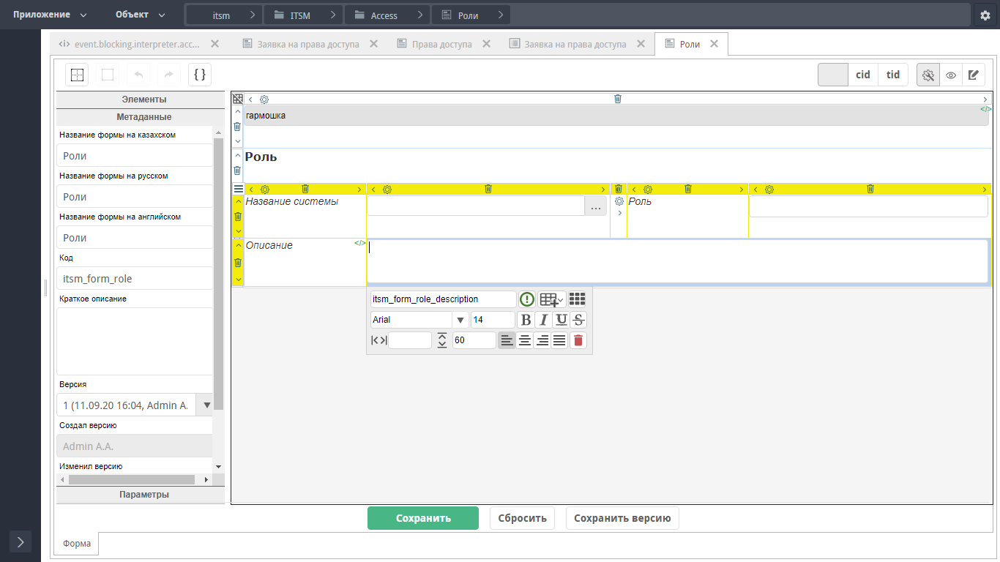 Приложение Объект itsm ITSM Access Роли
event.blocking.interpreter.acc... Заявка на права доступа Права доступа Заявка на права доступа Роли
{ } cid tid
Элементы
Метаданные
Название формы на казахском
Роли
Название формы на русском
Роли
Название формы на английском
Роли
Код
itsm_form_role
Краткое описание
Версия
1 (11.09.20 16:04, Admin A.
Создал версию
Admin A.A.
Изменил версию
Параметры
гармошка
</>
Роль
Название системы ... Роль
Описание </>
itsm_form_role_description
Arial 14 B I U S
60
Сохранить Сбросить Сохранить версию
Форма